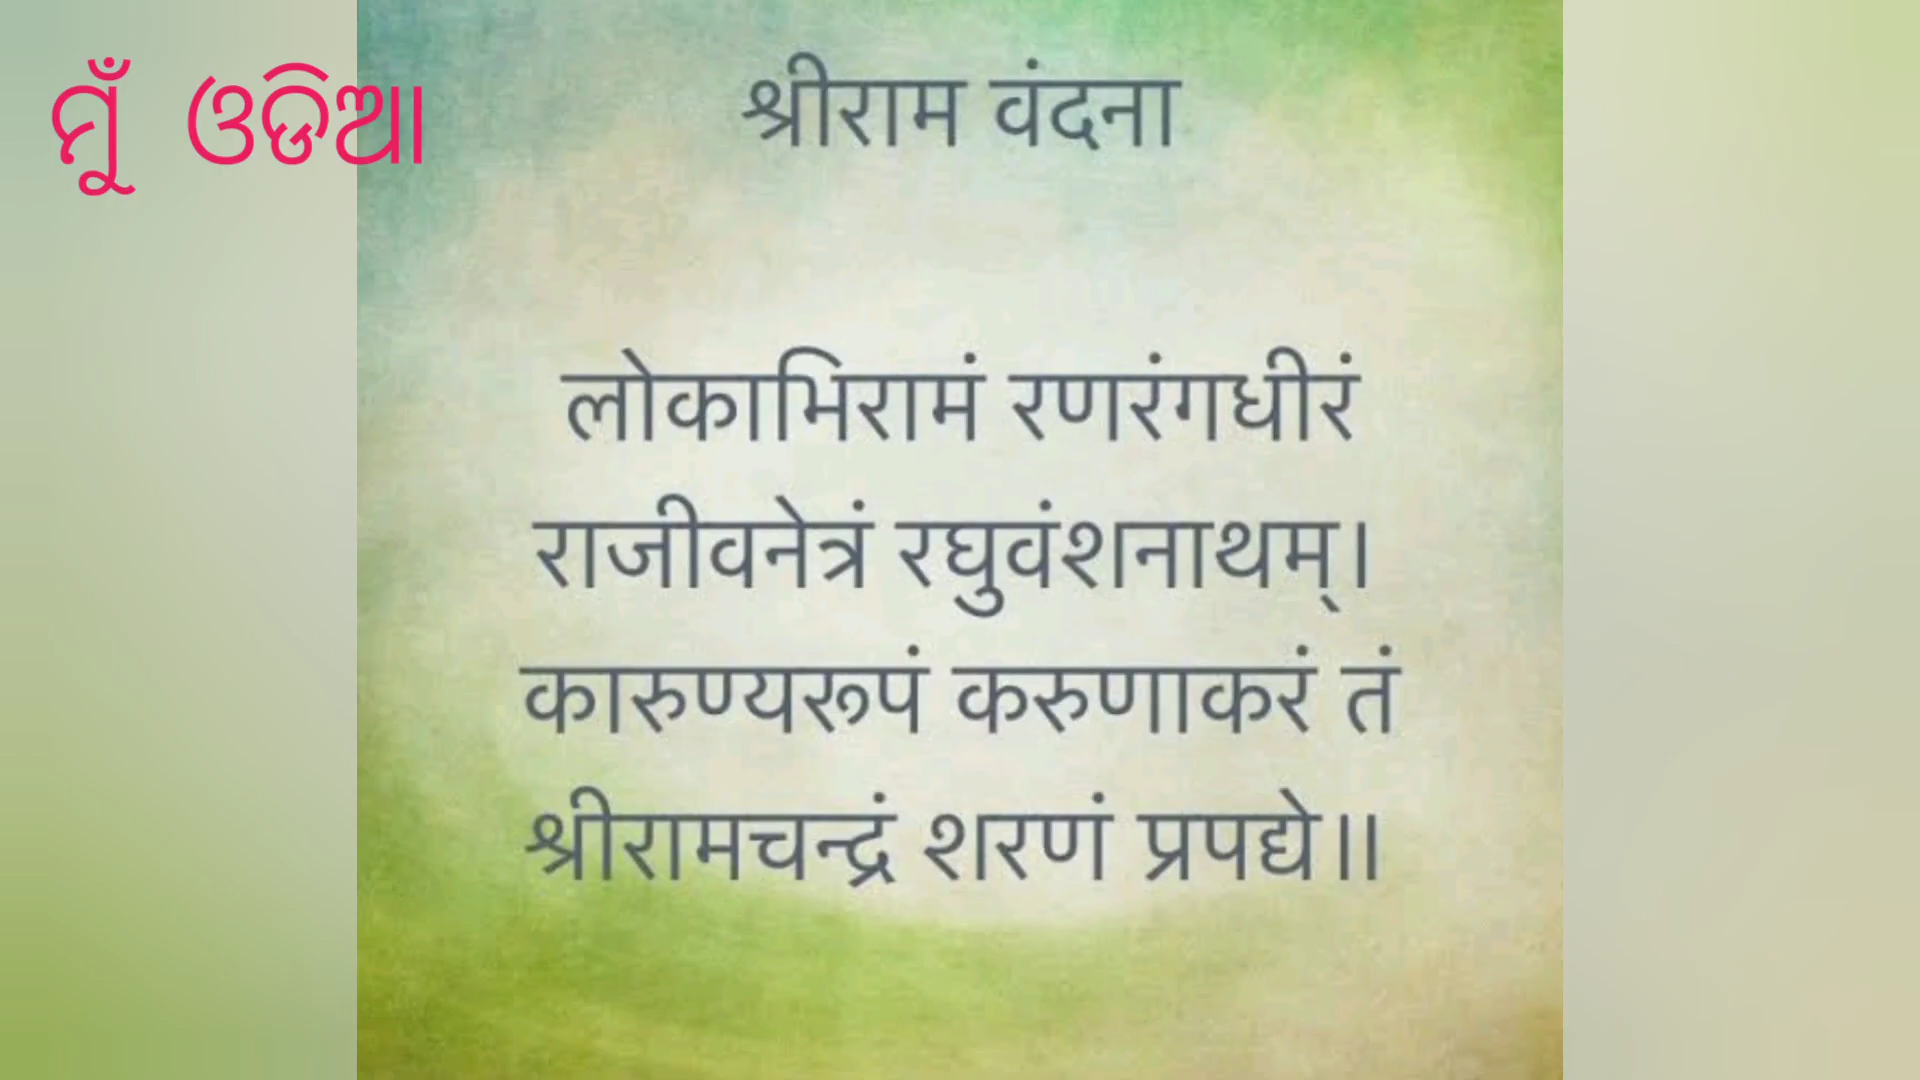 ମୁଁ ଓଡିଆ
श्रीराम वंदना
लोकाभिरामं रणरंगधीरं
राजीवनेत्रं रघुवंशनाथम्।
कारुण्यरूपं करुणाकरं तं
श्रीरामचन्द्रं शरणं प्रपद्ये॥